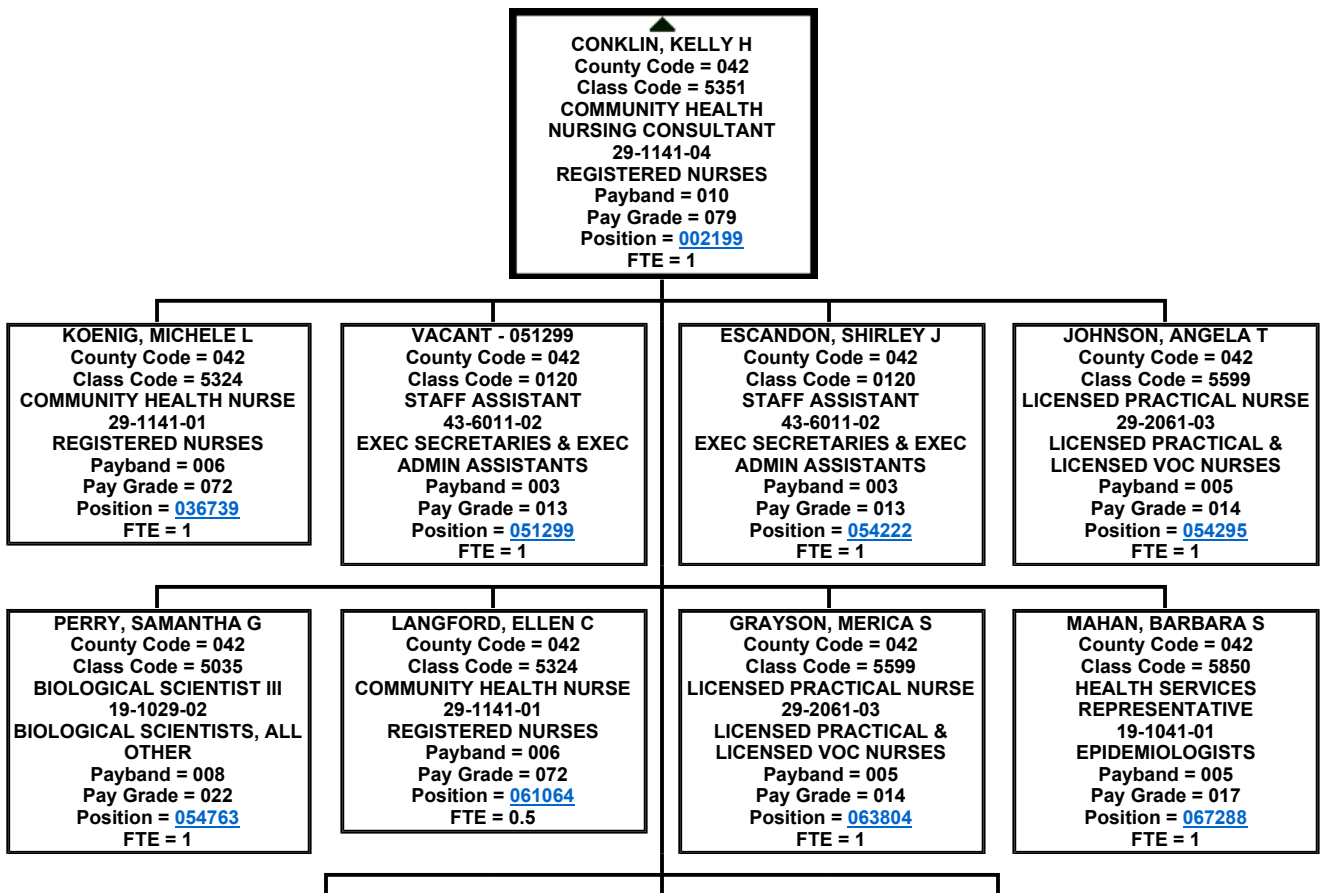 CONKLIN, KELLY H
County Code = 042
Class Code = 5351
COMMUNITY HEALTH
NURSING CONSULTANT
29-1141-04
REGISTERED NURSES
Payband = 010
Pay Grade = 079
Position = 002199
FTE = 1
KOENIG, MICHELE L
County Code = 042
Class Code = 5324
COMMUNITY HEALTH NURSE
29-1141-01
REGISTERED NURSES
Payband = 006
Pay Grade = 072
Position = 036739
FTE = 1
VACANT - 051299
County Code = 042
Class Code = 0120
STAFF ASSISTANT
43-6011-02
EXEC SECRETARIES & EXEC
ADMIN ASSISTANTS
Payband = 003
Pay Grade = 013
Position = 051299
FTE = 1
ESCANDON, SHIRLEY J
County Code = 042
Class Code = 0120
STAFF ASSISTANT
43-6011-02
EXEC SECRETARIES & EXEC
ADMIN ASSISTANTS
Payband = 003
Pay Grade = 013
Position = 054222
FTE = 1
JOHNSON, ANGELA T
County Code = 042
Class Code = 5599
LICENSED PRACTICAL NURSE
29-2061-03
LICENSED PRACTICAL &
LICENSED VOC NURSES
Payband = 005
Pay Grade = 014
Position = 054295
FTE = 1
PERRY, SAMANTHA G
County Code = 042
Class Code = 5035
BIOLOGICAL SCIENTIST III
19-1029-02
BIOLOGICAL SCIENTISTS, ALL
OTHER
Payband = 008
Pay Grade = 022
Position = 054763
FTE = 1
LANGFORD, ELLEN C
County Code = 042
Class Code = 5324
COMMUNITY HEALTH NURSE
29-1141-01
REGISTERED NURSES
Payband = 006
Pay Grade = 072
Position = 061064
FTE = 0.5
GRAYSON, MERICA S
County Code = 042
Class Code = 5599
LICENSED PRACTICAL NURSE
29-2061-03
LICENSED PRACTICAL &
LICENSED VOC NURSES
Payband = 005
Pay Grade = 014
Position = 063804
FTE = 1
MAHAN, BARBARA S
County Code = 042
Class Code = 5850
HEALTH SERVICES
REPRESENTATIVE
19-1041-01
EPIDEMIOLOGISTS
Payband = 005
Pay Grade = 017
Position = 067288
FTE = 1